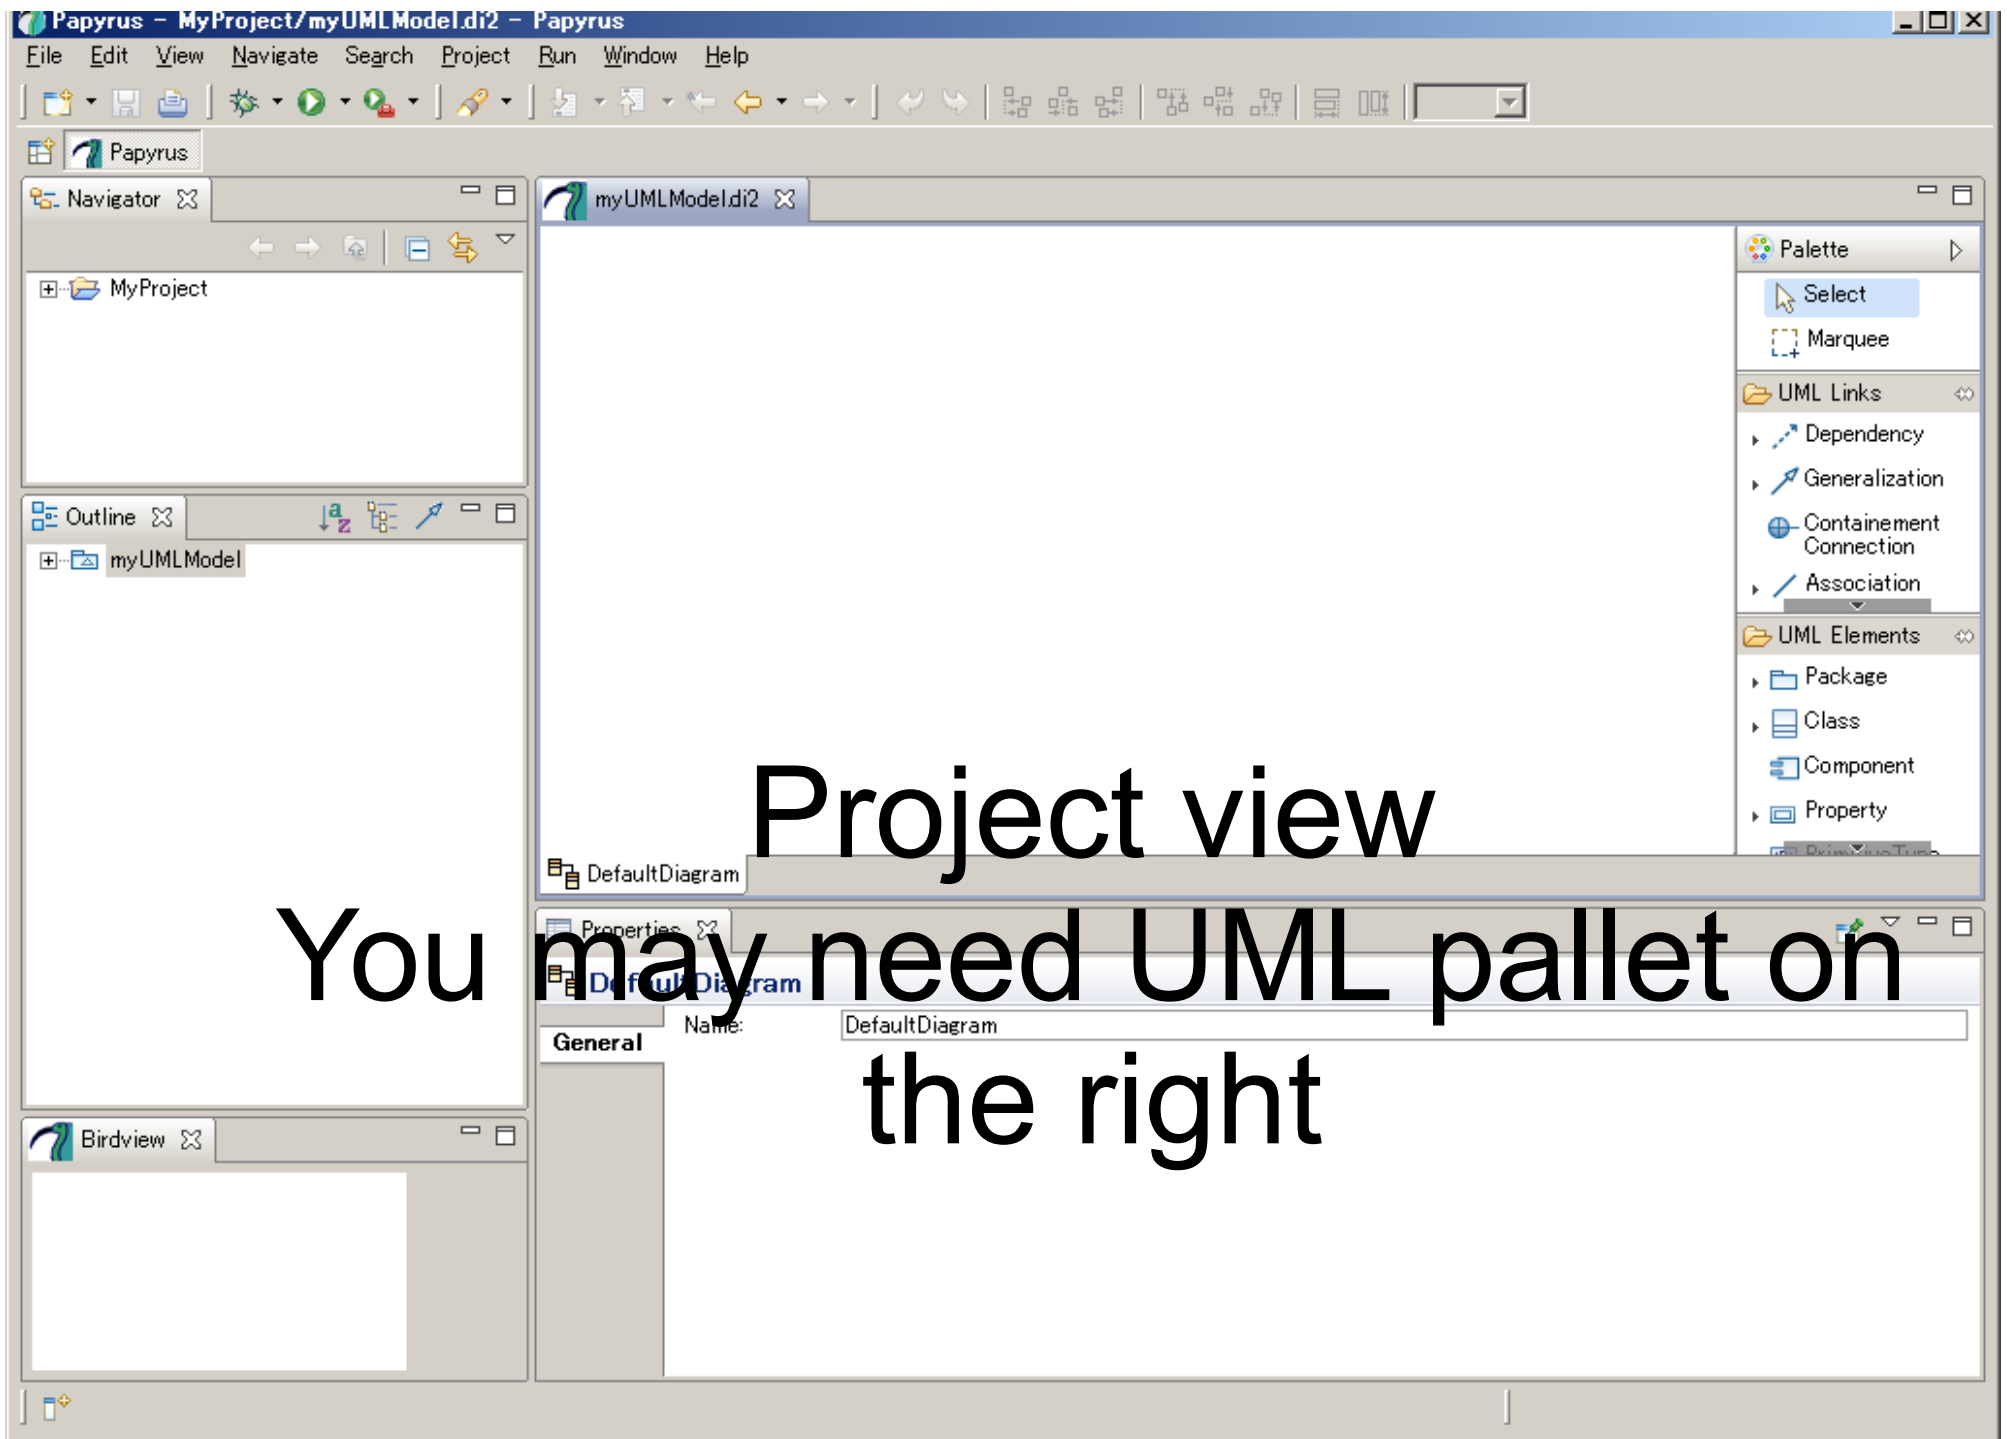 Papyrus - MyProject/myUMLModel.di2 - Papyrus
File Edit View Navigate Search Project Run Window Help
Papyrus
Navigator
MyProject
Outline
myUMLModel
Birdview
myUMLModel.di2
Palette
Select
Marquee
UML Links
Dependency
Generalization
Containement
Connection
Association
UML Elements
Package
Class
Component
Property
PrimitiveType
DefaultDiagram
Properties
DefaultDiagram
General
Name: DefaultDiagram
Project view
You may need UML pallet on
the right